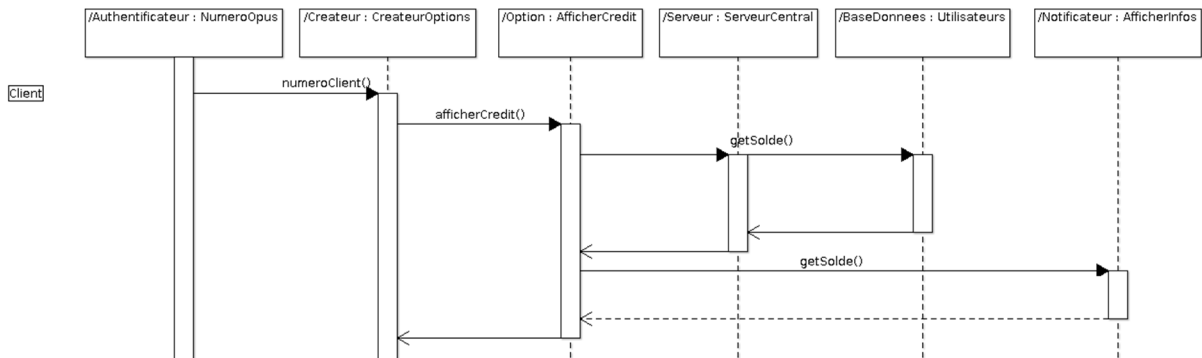 /Authentificateur : NumeroOpus
/Createur : CreateurOptions
/Option : AfficherCredit
/Serveur : ServeurCentral
/BaseDonnees : Utilisateurs
/Notificateur : AfficherInfos
Client
numeroClient()
afficherCredit()
getSolde()
getSolde()